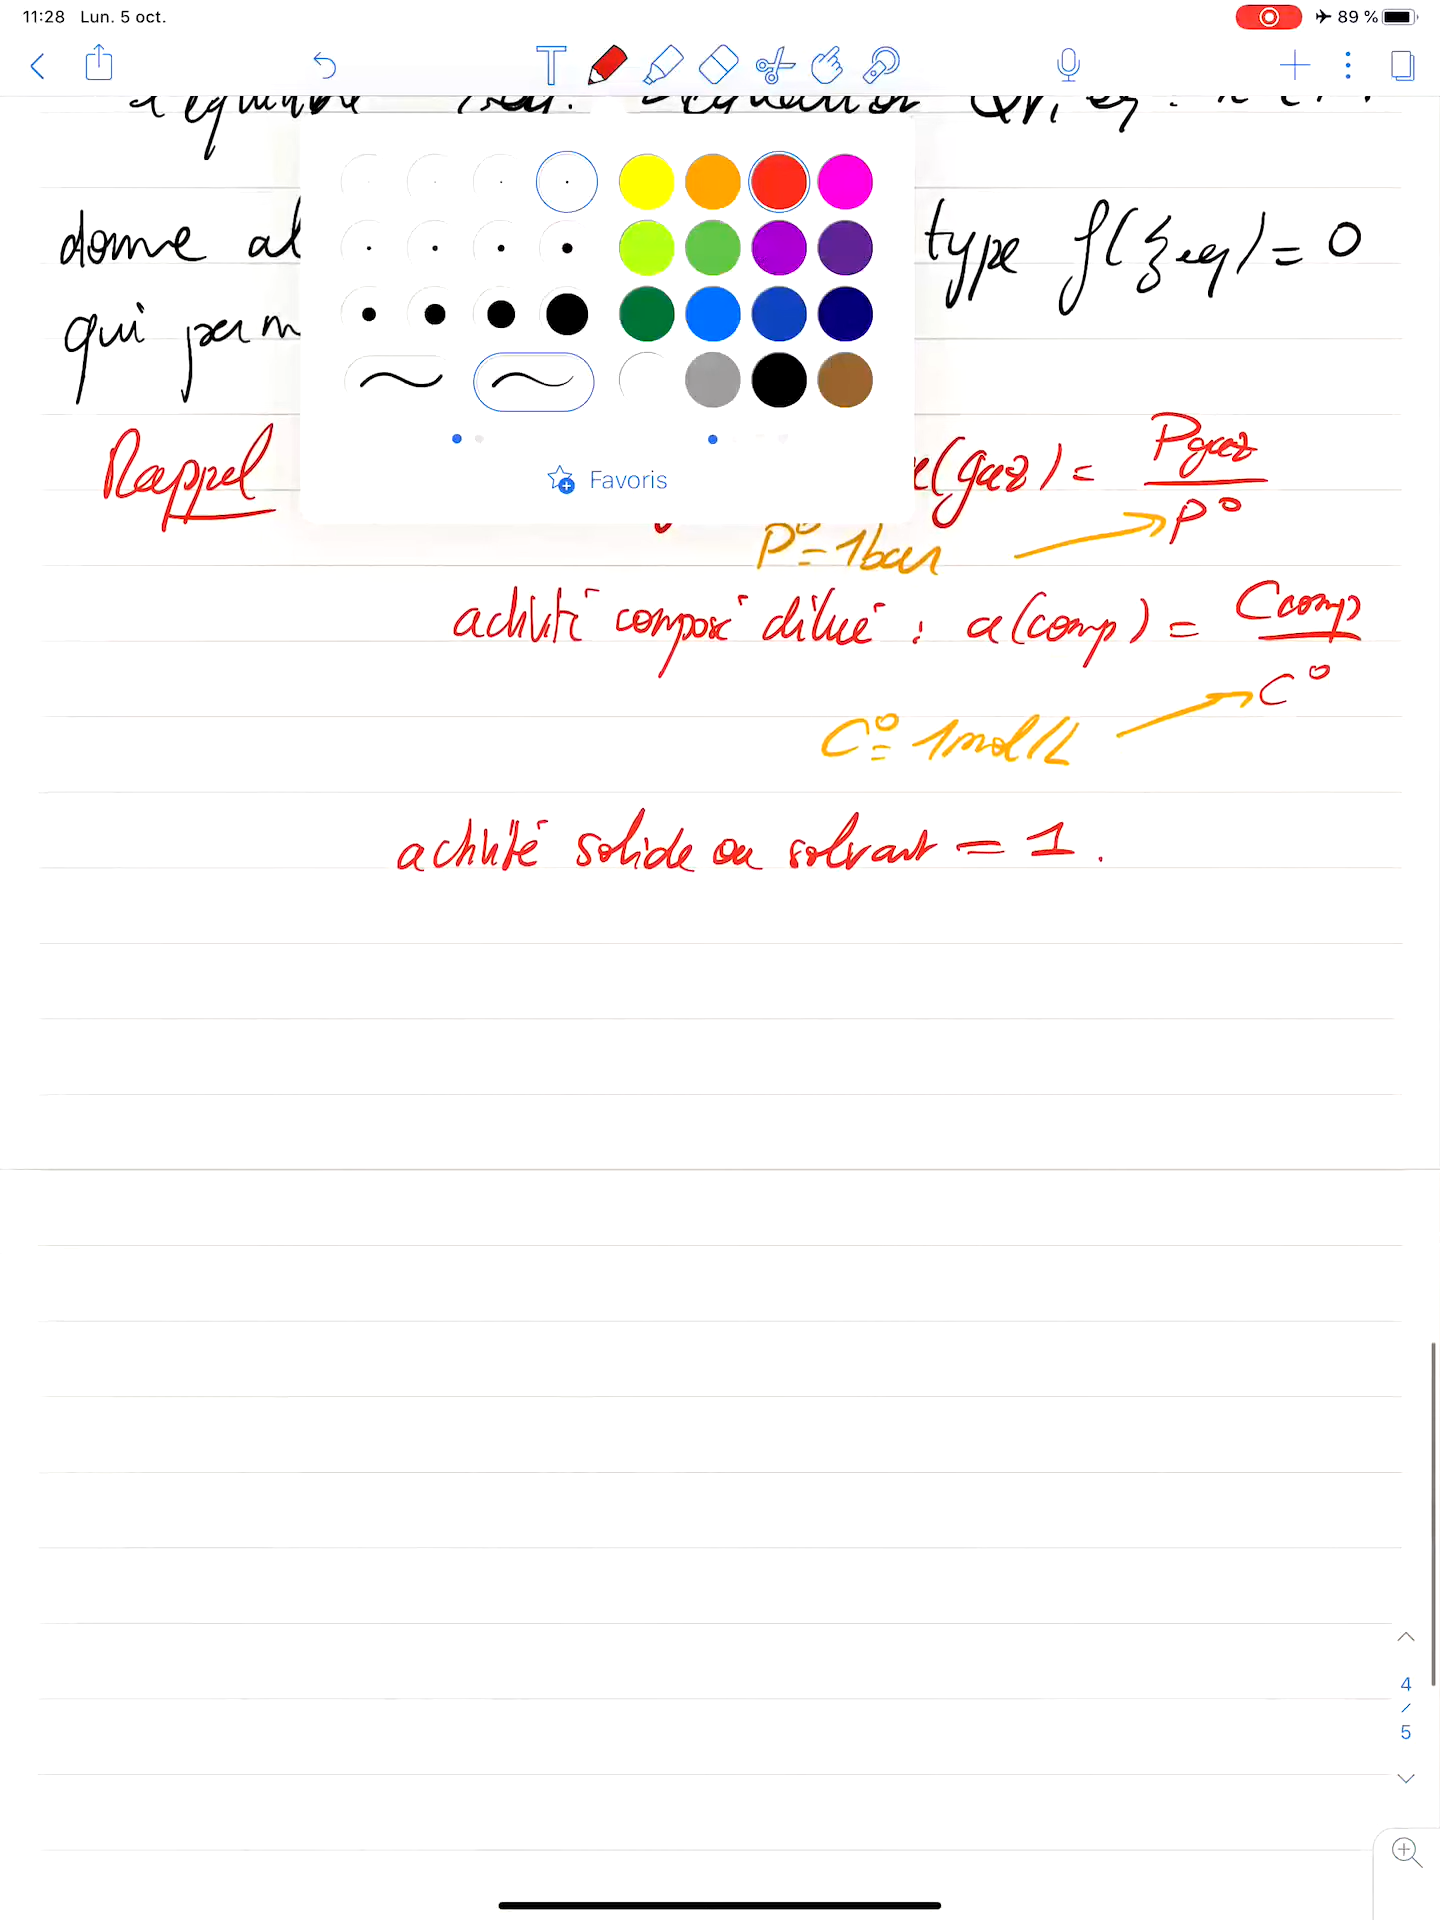 11:28 Lun. 5 oct. 89 %
T
donne al type f(ξeq) = 0
qui perm
Rappel a(gaz) = Pgaz / P°
P° = 1bar
activité composé dilué : a(comp) = Ccomp / C°
C° = 1mol/L
activité solide ou solvant = 1.
Favoris
4
/
5